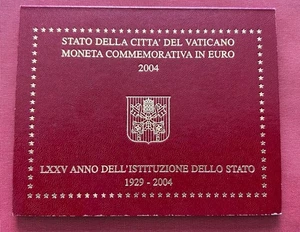 STATO DELLA CITTA' DEL VATICANO
MONETA COMMEMORATIVA IN EURO
2004
LXXV ANNO DELL'ISTITUZIONE DELLO STATO
1929 - 2004